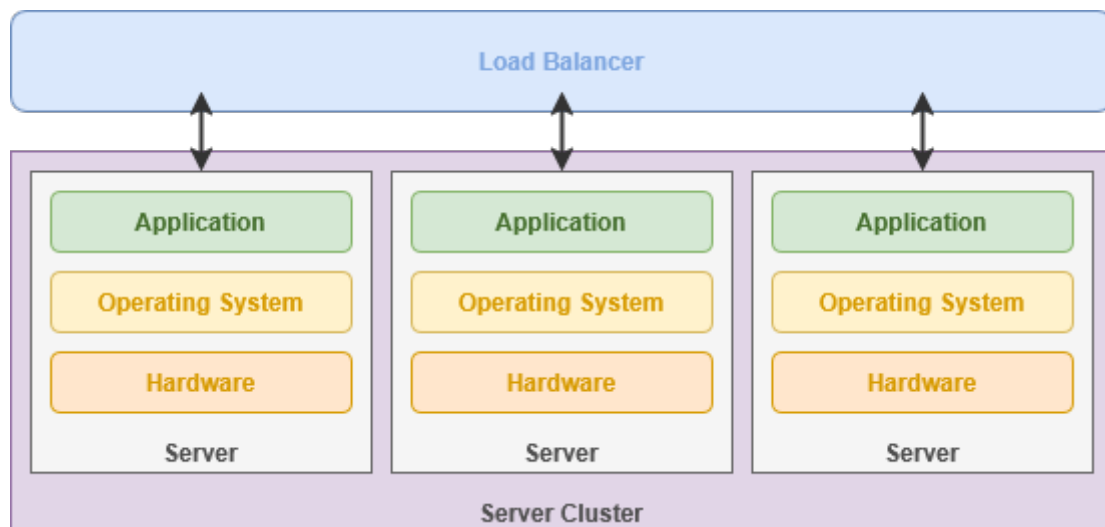 Load Balancer
Application
Application
Application
Operating System
Operating System
Operating System
Hardware
Hardware
Hardware
Server
Server
Server
Server Cluster